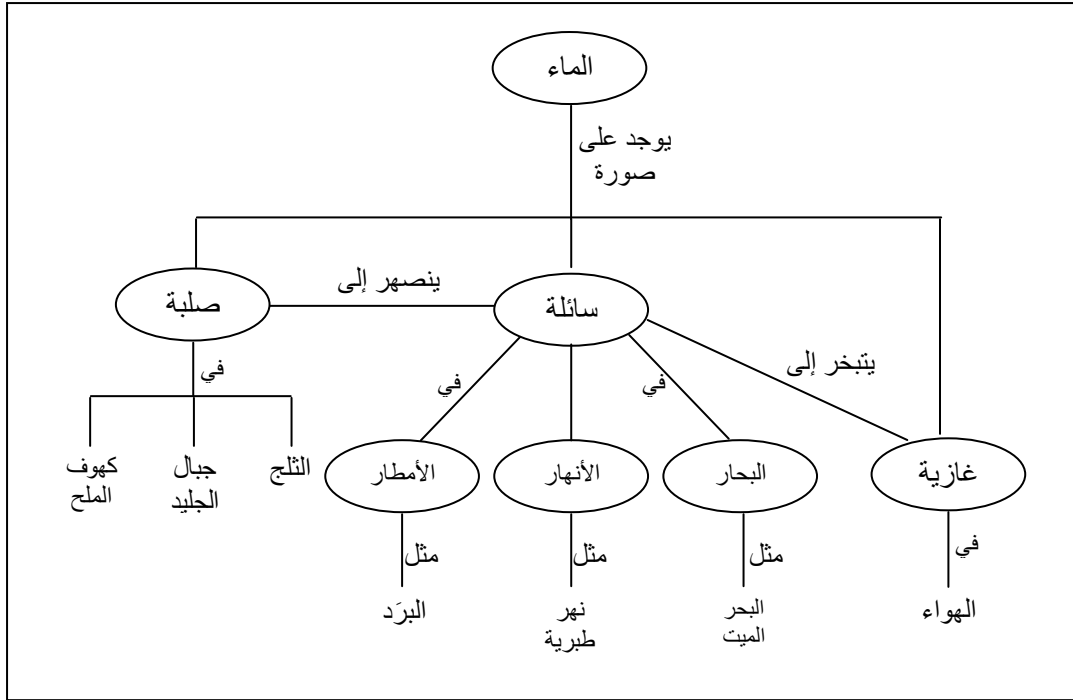 الماء
يوجد على
صورة
ينصهر إلى
صلبة
سائلة
يتبخر إلى
في
في
في
كهوف
الملح
جبال
الجليد
الثلج
الأمطار
الأنهار
البحار
غازية
مثل
مثل
مثل
في
البرَد
نهر
طبرية
البحر
الميت
الهواء